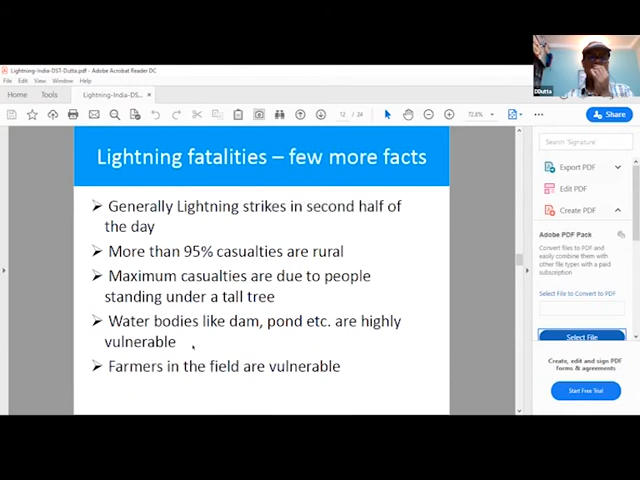 Lightning-India-DST-Dutta.pdf - Adobe Acrobat Reader DC
File Edit View Window Help
Home Tools Lightning-India-DS... ×
12 / 24 72.8% Share
DDutta
Lightning fatalities – few more facts
Generally Lightning strikes in second half of
the day
More than 95% casualties are rural
Maximum casualties are due to people
standing under a tall tree
Water bodies like dam, pond etc. are highly
vulnerable
Farmers in the field are vulnerable
Search 'Signature'
Export PDF
Edit PDF
Create PDF
Adobe PDF Pack
Convert files to PDF and
easily combine them with
other file types with a paid
subscription
Select File to Convert to PDF
Select File
Create, edit and sign PDF
forms & agreements
Start Free Trial